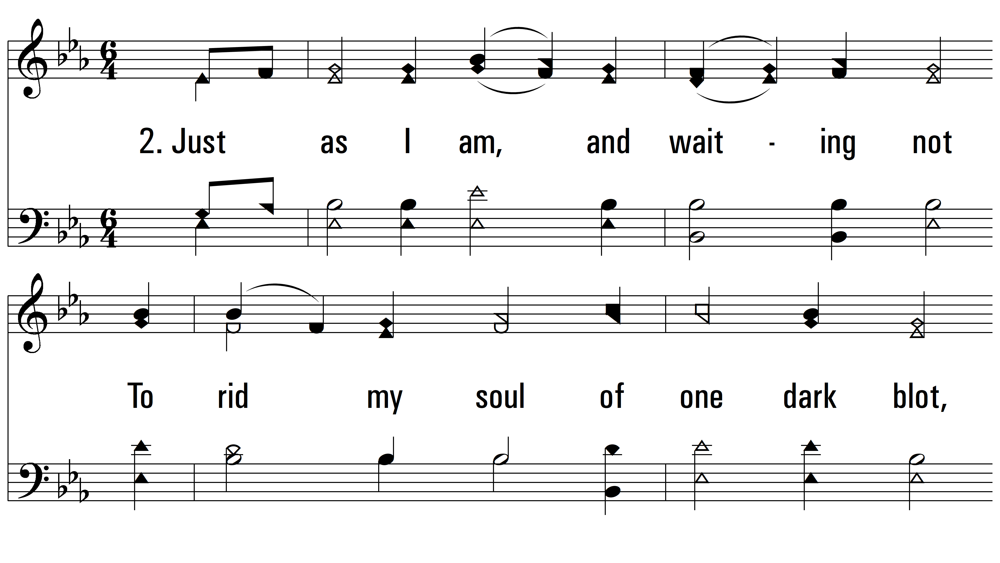 2. Just as I am, and wait - ing not
To rid my soul of one dark blot,